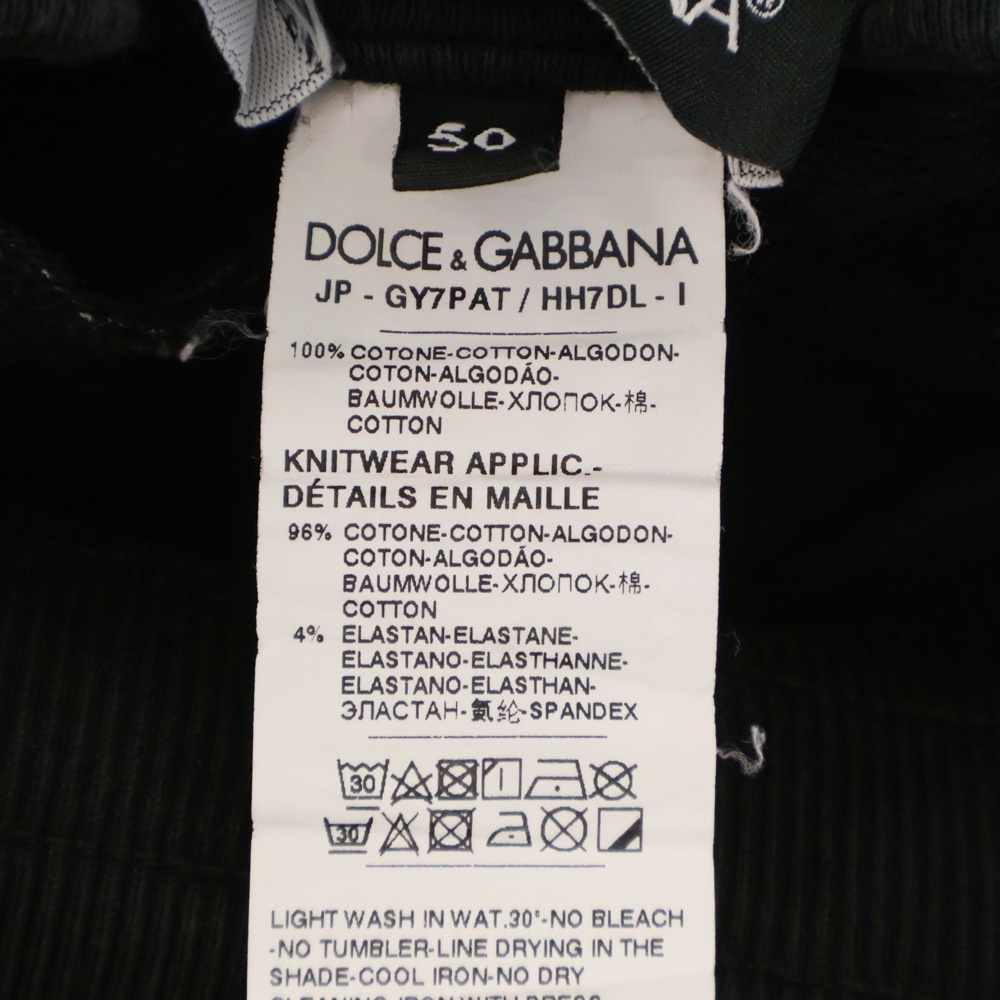 50
DOLCE & GABBANA
JP - GY7PAT / HH7DL - I
100% COTONE-COTTON-ALGODON-
COTON-ALGODÃO-
BAUMWOLLE-ХЛОПОК-棉-
COTTON
KNITWEAR APPLIC.-
DÉTAILS EN MAILLE
96% COTONE-COTTON-ALGODON-
COTON-ALGODÃO-
BAUMWOLLE-ХЛОПОК-棉-
COTTON
4% ELASTAN-ELASTANE-
ELASTANO-ELASTHANNE-
ELASTANO-ELASTHAN-
ЭЛАСТАН-氨纶-SPANDEX
30
30
LIGHT WASH IN WAT.30°-NO BLEACH
-NO TUMBLER-LINE DRYING IN THE
SHADE-COOL IRON-NO DRY